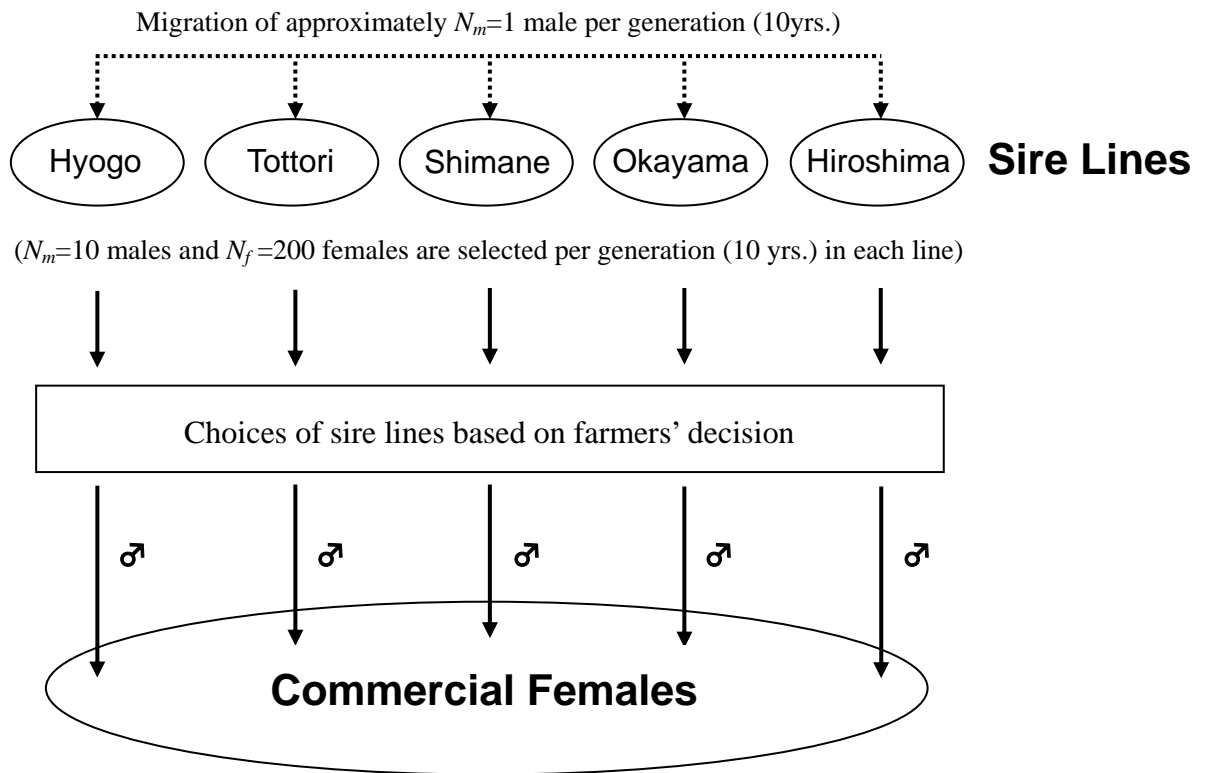 Migration of approximately Nm=1 male per generation (10yrs.)
Hyogo Tottori Shimane Okayama Hiroshima Sire Lines
(Nm=10 males and Nf =200 females are selected per generation (10 yrs.) in each line)
Choices of sire lines based on farmers’ decision
♂ ♂ ♂ ♂ ♂
Commercial Females